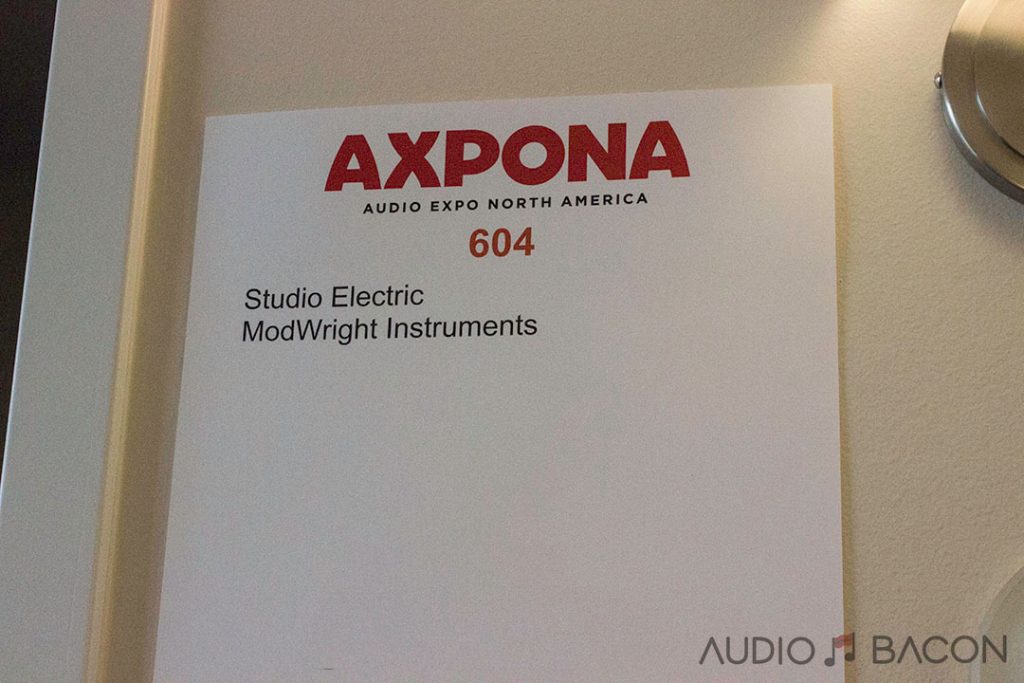 AXPONA
AUDIO EXPO NORTH AMERICA
604
Studio Electric
ModWright Instruments
AUDIO BACON